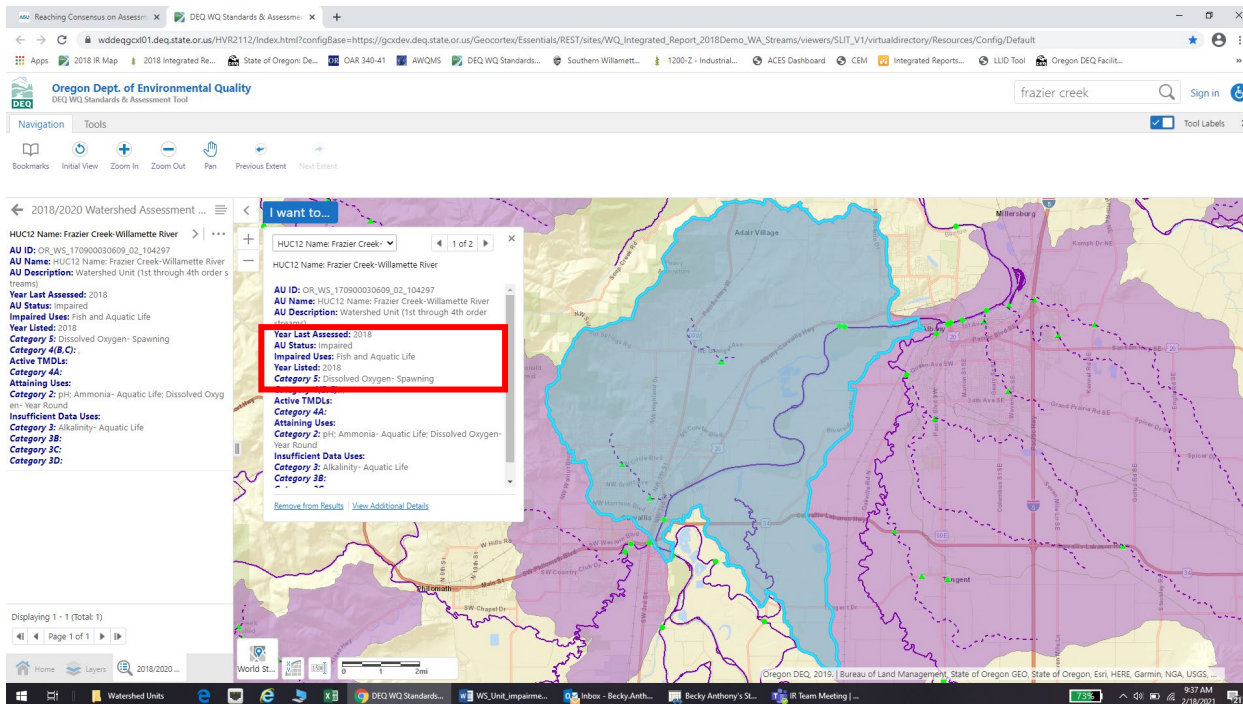 Reaching Consensus on Assessm
DEQ WQ Standards & Assessmen
wddeqgcxl01.deq.state.or.us/HVR2112/Index.html?configBase=https://gcxdev.deq.state.or.us/Geocortex/Essentials/REST/sites/WQ_Integrated_Report_2018Demo_WA_Streams/viewers/SLIT_V1/virtualdirectory/Resources/Config/Default
Apps 2018 IR Map 2018 Integrated Re... State of Oregon: De... OAR 340-41 AWQMS DEQ WQ Standards... Southern Willamett... 1200-Z - Industrial... ACES Dashboard CEM Integrated Reports... LLID Tool Oregon DEQ Facilit...
Oregon Dept. of Environmental Quality
DEQ WQ Standards & Assessment Tool
DEQ
frazier creek
Sign in
Navigation Tools
Tool Labels
Bookmarks Initial View Zoom In Zoom Out Pan Previous Extent Next Extent
2018/2020 Watershed Assessment ...
HUC12 Name: Frazier Creek-Willamette River
AU ID: OR_WS_170900030609_02_104297
AU Name: HUC12 Name: Frazier Creek-Willamette River
AU Description: Watershed Unit (1st through 4th order s
treams)
Year Last Assessed: 2018
AU Status: Impaired
Impaired Uses: Fish and Aquatic Life
Year Listed: 2018
Category 5: Dissolved Oxygen- Spawning
Category 4(B,C): .
Active TMDLs:
Category 4A:
Attaining Uses:
Category 2: pH; Ammonia- Aquatic Life; Dissolved Oxyg
en- Year Round
Insufficient Data Uses:
Category 3: Alkalinity- Aquatic Life
Category 3B:
Category 3C:
Category 3D:
Displaying 1 - 1 (Total: 1)
Page 1 of 1
Home Layers 2018/2020 ...
I want to...
HUC12 Name: Frazier Creek-
1 of 2
HUC12 Name: Frazier Creek-Willamette River
AU ID: OR_WS_170900030609_02_104297
AU Name: HUC12 Name: Frazier Creek-Willamette River
AU Description: Watershed Unit (1st through 4th order
streams)
Year Last Assessed: 2018
AU Status: Impaired
Impaired Uses: Fish and Aquatic Life
Year Listed: 2018
Category 5: Dissolved Oxygen- Spawning
Active TMDLs:
Category 4A:
Attaining Uses:
Category 2: pH; Ammonia- Aquatic Life; Dissolved Oxygen-
Year Round
Insufficient Data Uses:
Category 3: Alkalinity- Aquatic Life
Category 3B:
Remove from Results View Additional Details
Adair Village
Millersburg
Albany
Philomath
Tangent
SW Chapel Dr
W Hills Rd
Main St
World St...
0 1 2mi
Oregon DEQ, 2019. | Bureau of Land Management, State of Oregon GEO, State of Oregon, Esri, HERE, Garmin, NGA, USGS, ...
Watershed Units
DEQ WQ Standards...
WS_Unit_impairme...
Inbox - Becky.Anth...
Becky Anthony's St...
IR Team Meeting | ...
73%
9:37 AM
2/18/2021